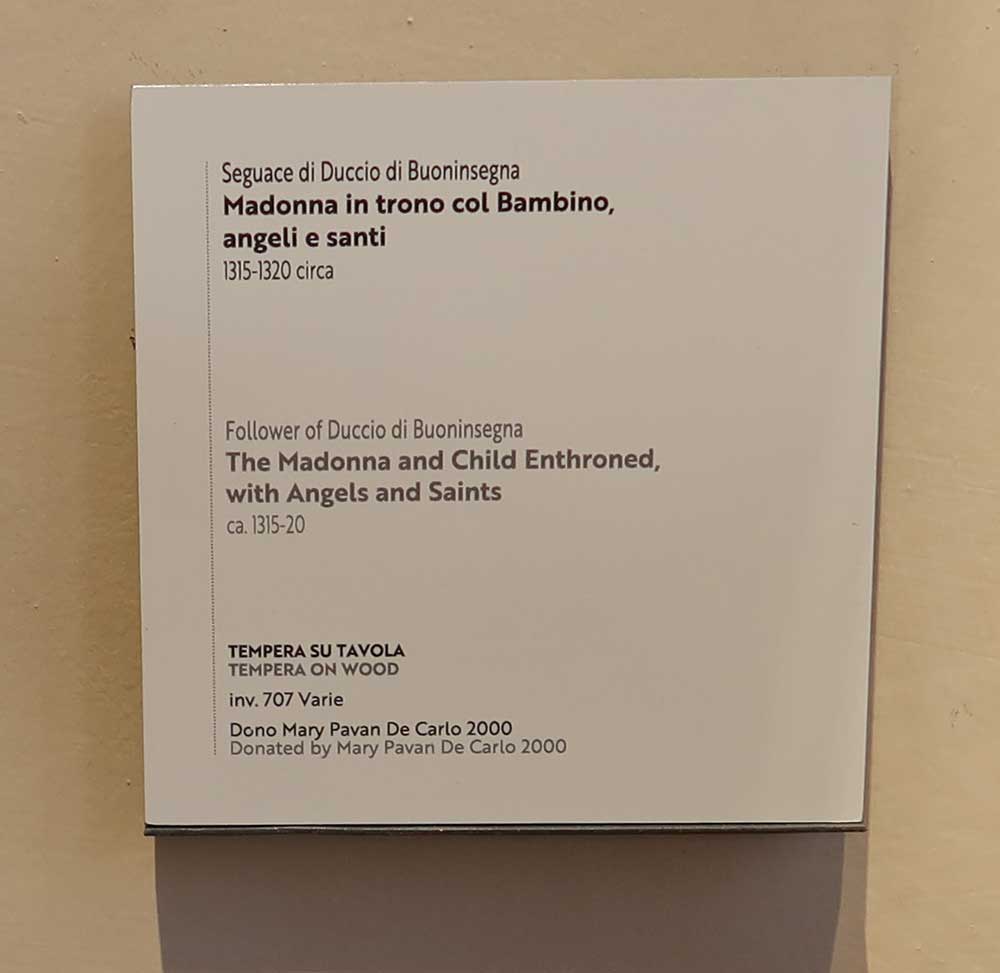 Seguace di Duccio di Buoninsegna
Madonna in trono col Bambino,
angeli e santi
1315-1320 circa
Follower of Duccio di Buoninsegna
The Madonna and Child Enthroned,
with Angels and Saints
ca. 1315-20
TEMPERA SU TAVOLA
TEMPERA ON WOOD
inv. 707 Varie
Dono Mary Pavan De Carlo 2000
Donated by Mary Pavan De Carlo 2000